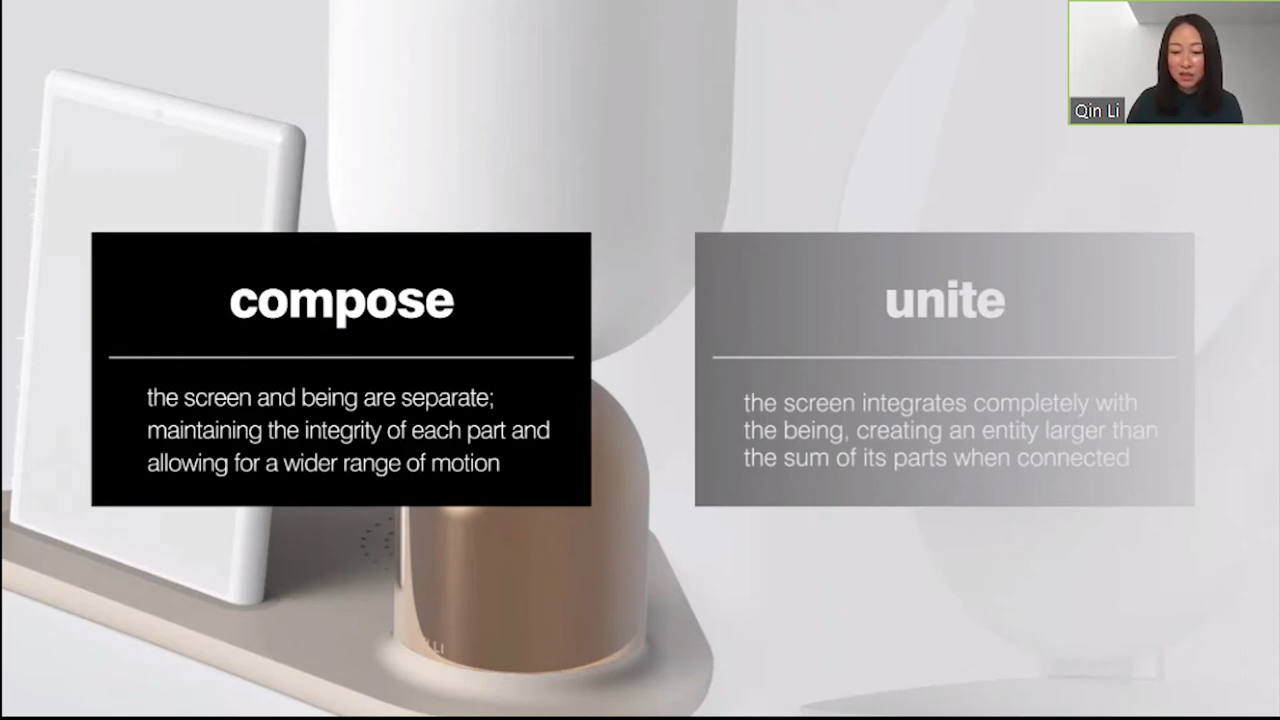 Qin Li
compose
the screen and being are separate;
maintaining the integrity of each part and
allowing for a wider range of motion
unite
the screen integrates completely with
the being, creating an entity larger than
the sum of its parts when connected